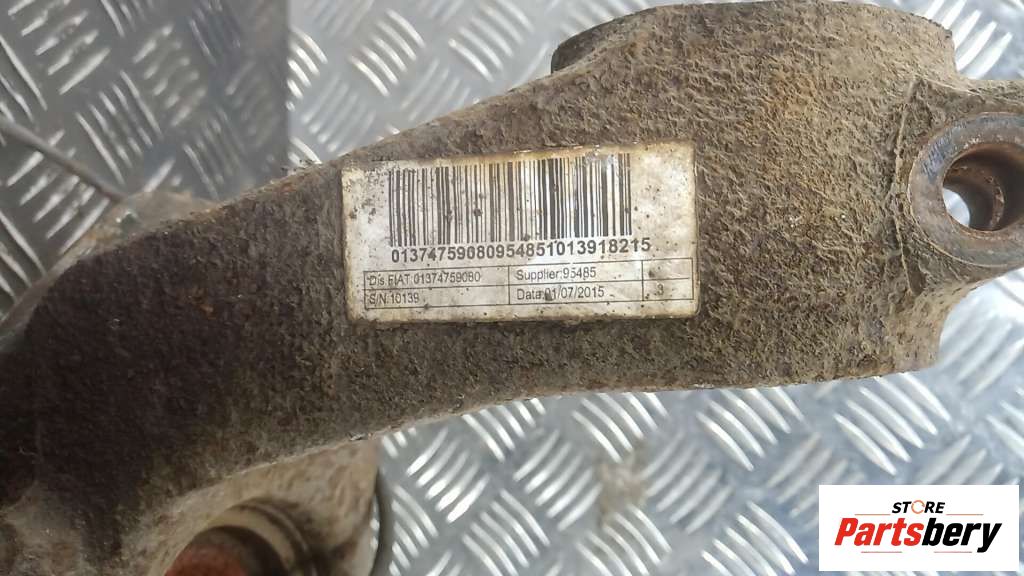 01374759080954851013918215
Dis.FIAT:01374759080
Supplier:95485
S/N.10139
Data:01/07/2015
3
STORE
Partsbery